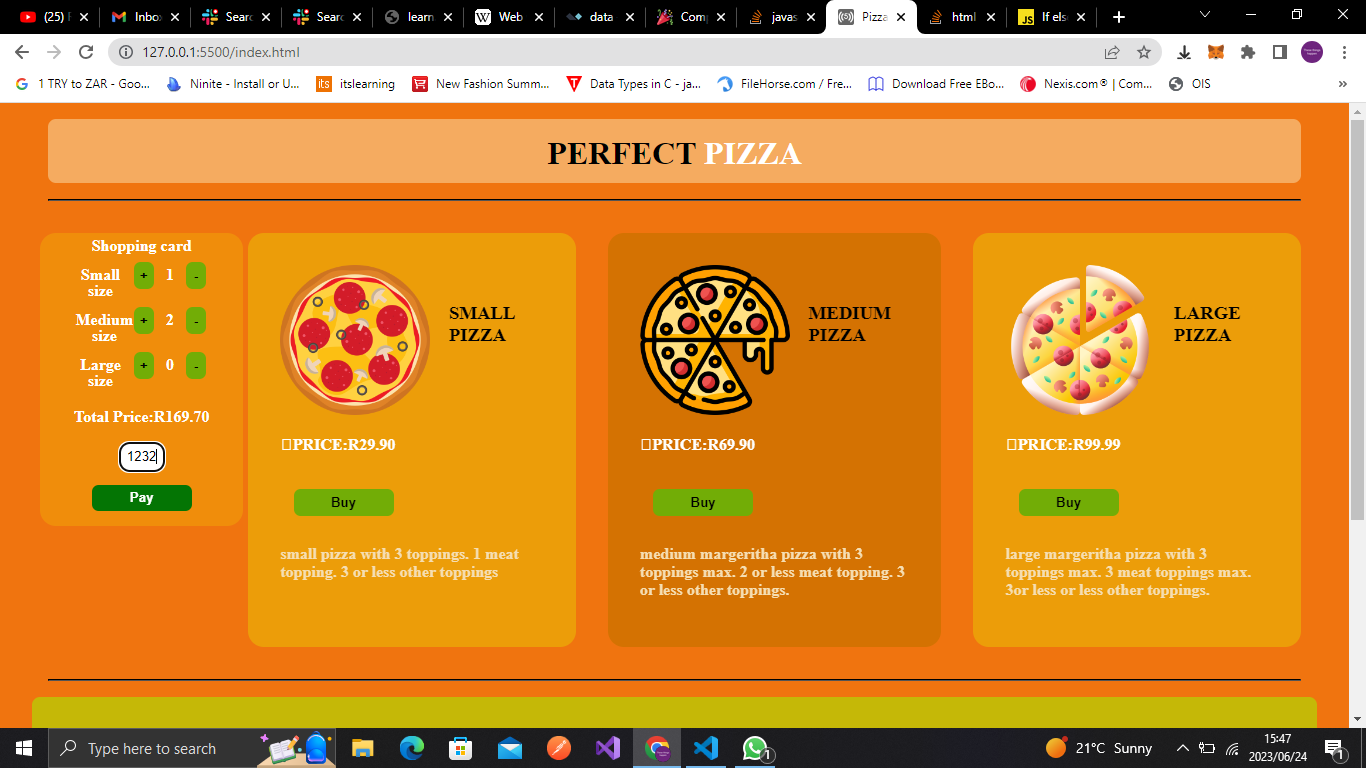 (25)
Inbo
Sear
Sear
learn
Web
data
Com
javas
Pizza
html
If els
127.0.0.1:5500/index.html
1 TRY to ZAR - Goo...
Ninite - Install or U...
its itslearning
New Fashion Summ...
Data Types in C - ja...
FileHorse.com / Fre...
Download Free EBo...
Nexis.com® | Com...
OIS
»
PERFECT PIZZA
Shopping card
Small + 1 -
size
Medium + 2 -
size
Large + 0 -
size
Total Price:R169.70
1232
Pay
SMALL
PIZZA
PRICE:R29.90
Buy
small pizza with 3 toppings. 1 meat
topping. 3 or less other toppings
MEDIUM
PIZZA
PRICE:R69.90
Buy
medium margeritha pizza with 3
toppings max. 2 or less meat topping. 3
or less other toppings.
LARGE
PIZZA
PRICE:R99.99
Buy
large margeritha pizza with 3
toppings max. 3 meat toppings max.
3or less or less other toppings.
Type here to search
1
21°C Sunny
15:47
2023/06/24
1